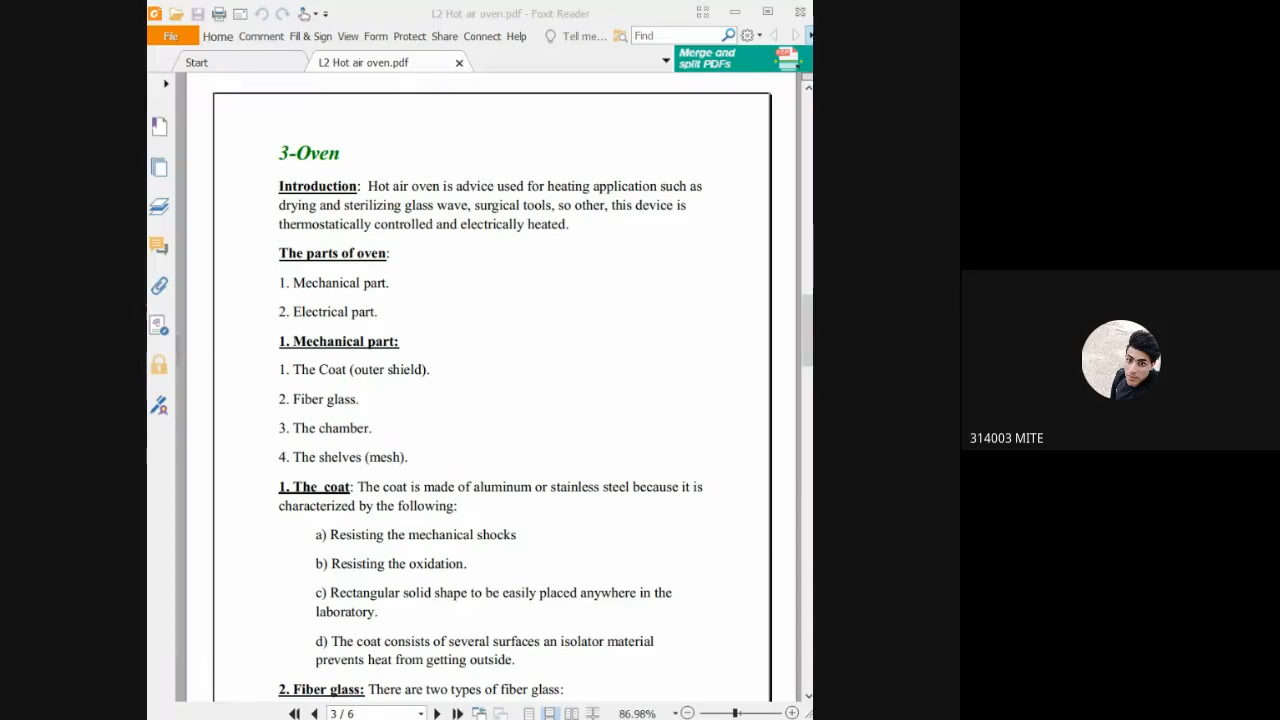 L2 Hot air oven.pdf - Foxit Reader
File Home Comment Fill & Sign View Form Protect Share Connect Help Tell me... Find
Start L2 Hot air oven.pdf
Merge and
split PDFs
3-Oven
Introduction: Hot air oven is advice used for heating application such as
drying and sterilizing glass wave, surgical tools, so other, this device is
thermostatically controlled and electrically heated.
The parts of oven:
1. Mechanical part.
2. Electrical part.
1. Mechanical part:
1. The Coat (outer shield).
2. Fiber glass.
3. The chamber.
4. The shelves (mesh).
1. The coat: The coat is made of aluminum or stainless steel because it is
characterized by the following:
a) Resisting the mechanical shocks
b) Resisting the oxidation.
c) Rectangular solid shape to be easily placed anywhere in the
laboratory.
d) The coat consists of several surfaces an isolator material
prevents heat from getting outside.
2. Fiber glass: There are two types of fiber glass:
3 / 6
86.98%
314003 MITE